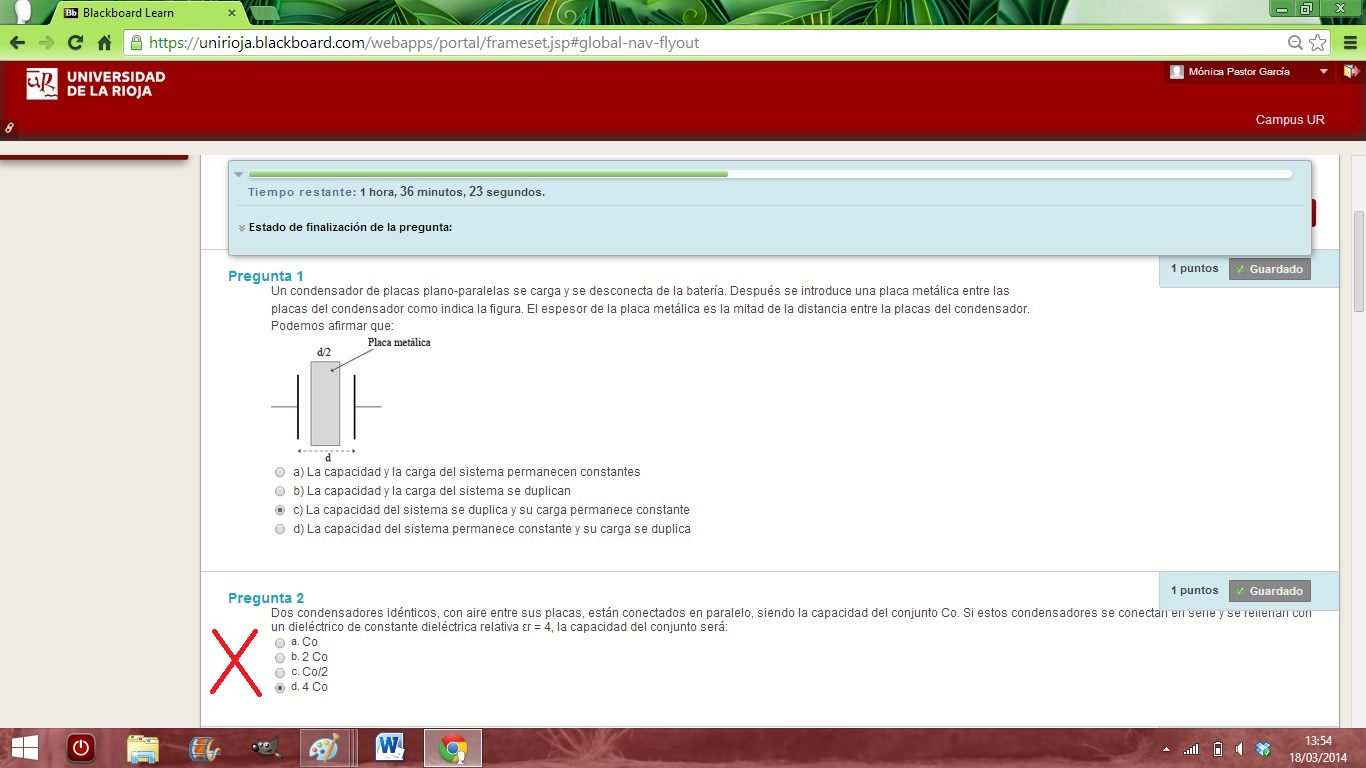 Blackboard Learn
https://unirioja.blackboard.com/webapps/portal/frameset.jsp#global-nav-flyout
UNIVERSIDAD
DE LA RIOJA
Mónica Pastor García
Campus UR
Tiempo restante: 1 hora, 36 minutos, 23 segundos.
Estado de finalización de la pregunta:
Pregunta 1
1 puntos
Guardado
Un condensador de placas plano-paralelas se carga y se desconecta de la batería. Después se introduce una placa metálica entre las
placas del condensador como indica la figura. El espesor de la placa metálica es la mitad de la distancia entre la placas del condensador.
Podemos afirmar que:
Placa metálica
d/2
d
a) La capacidad y la carga del sistema permanecen constantes
b) La capacidad y la carga del sistema se duplican
c) La capacidad del sistema se duplica y su carga permanece constante
d) La capacidad del sistema permanece constante y su carga se duplica
Pregunta 2
1 puntos
Guardado
Dos condensadores idénticos, con aire entre sus placas, están conectados en paralelo, siendo la capacidad del conjunto Co. Si estos condensadores se conectan en serie y se rellenan con
un dieléctrico de constante dieléctrica relativa εr = 4, la capacidad del conjunto será:
a. Co
b. 2 Co
c. Co/2
d. 4 Co
13:54
18/03/2014